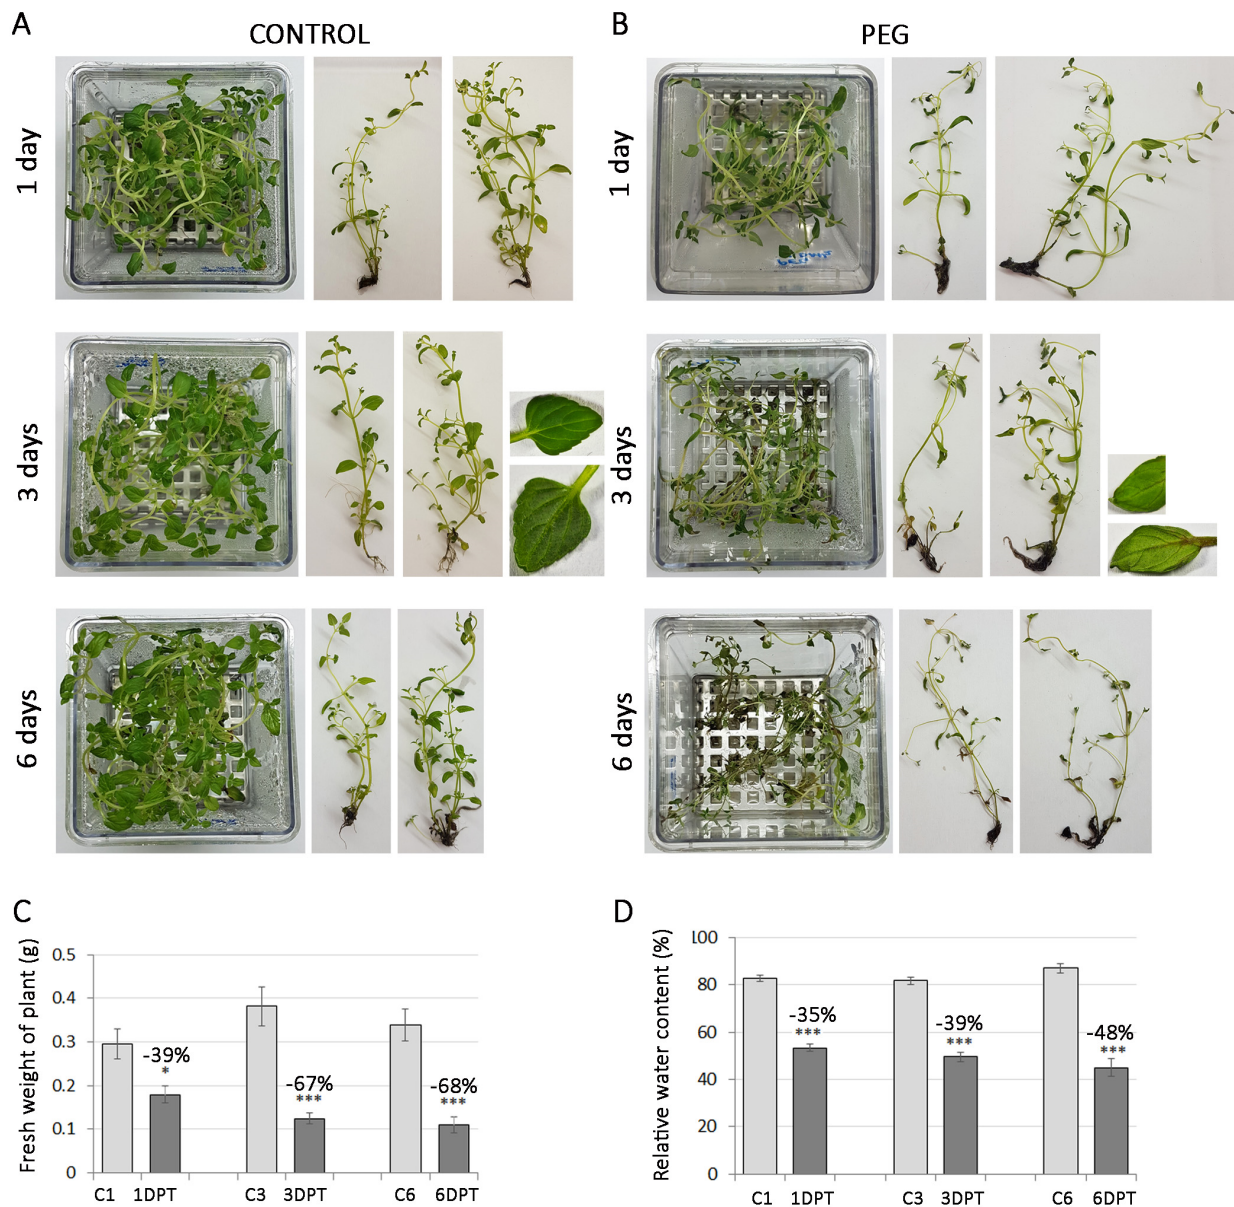 A
CONTROL
B
PEG
1 day
1 day
3 days
3 days
6 days
6 days
C
Fresh weight of plant (g)
0.5
0.4
0.3
0.2
0.1
0
-39%
*
-67%
***
-68%
***
C1 1DPT C3 3DPT C6 6DPT
D
Relative water content (%)
100
80
60
40
20
0
-35%
***
-39%
***
-48%
***
C1 1DPT C3 3DPT C6 6DPT